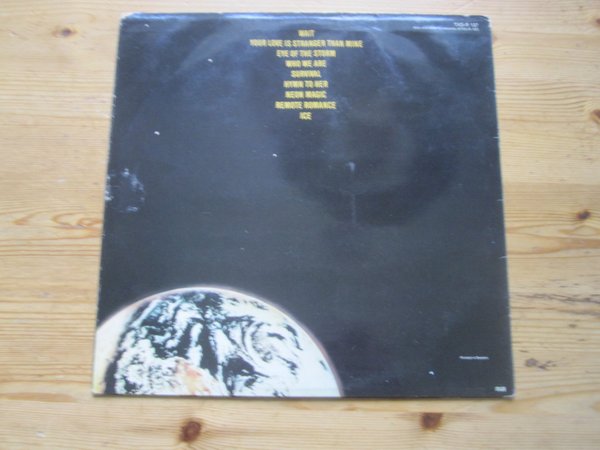 WAIT
YOUR LOVE IS STRANGER THAN MINE
EYE OF THE STORM
WHO WE ARE
SURVIVAL
HYMN TO HER
NEON MAGIC
REMOTE ROMANCE
ICE